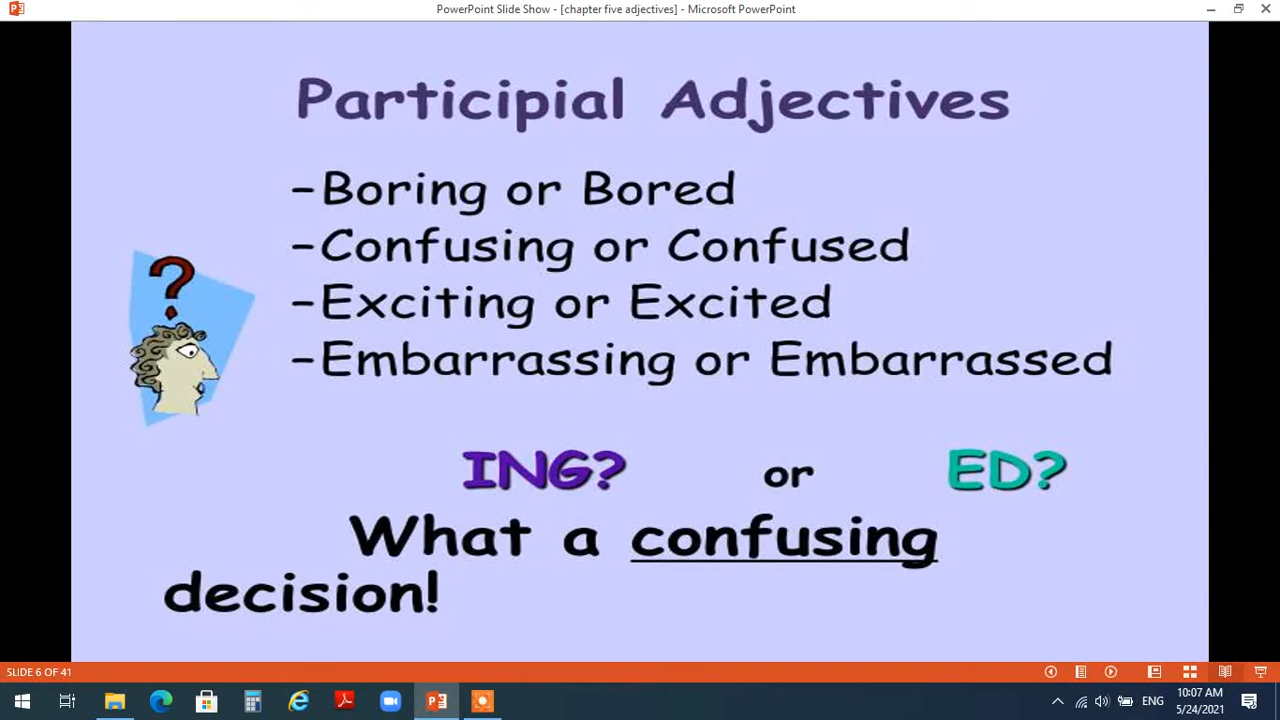 PowerPoint Slide Show - [chapter five adjectives] - Microsoft PowerPoint
Participial Adjectives
–Boring or Bored
–Confusing or Confused
–Exciting or Excited
–Embarrassing or Embarrassed
?
ING? or ED?
What a confusing
decision!
SLIDE 6 OF 41
ENG
10:07 AM
5/24/2021